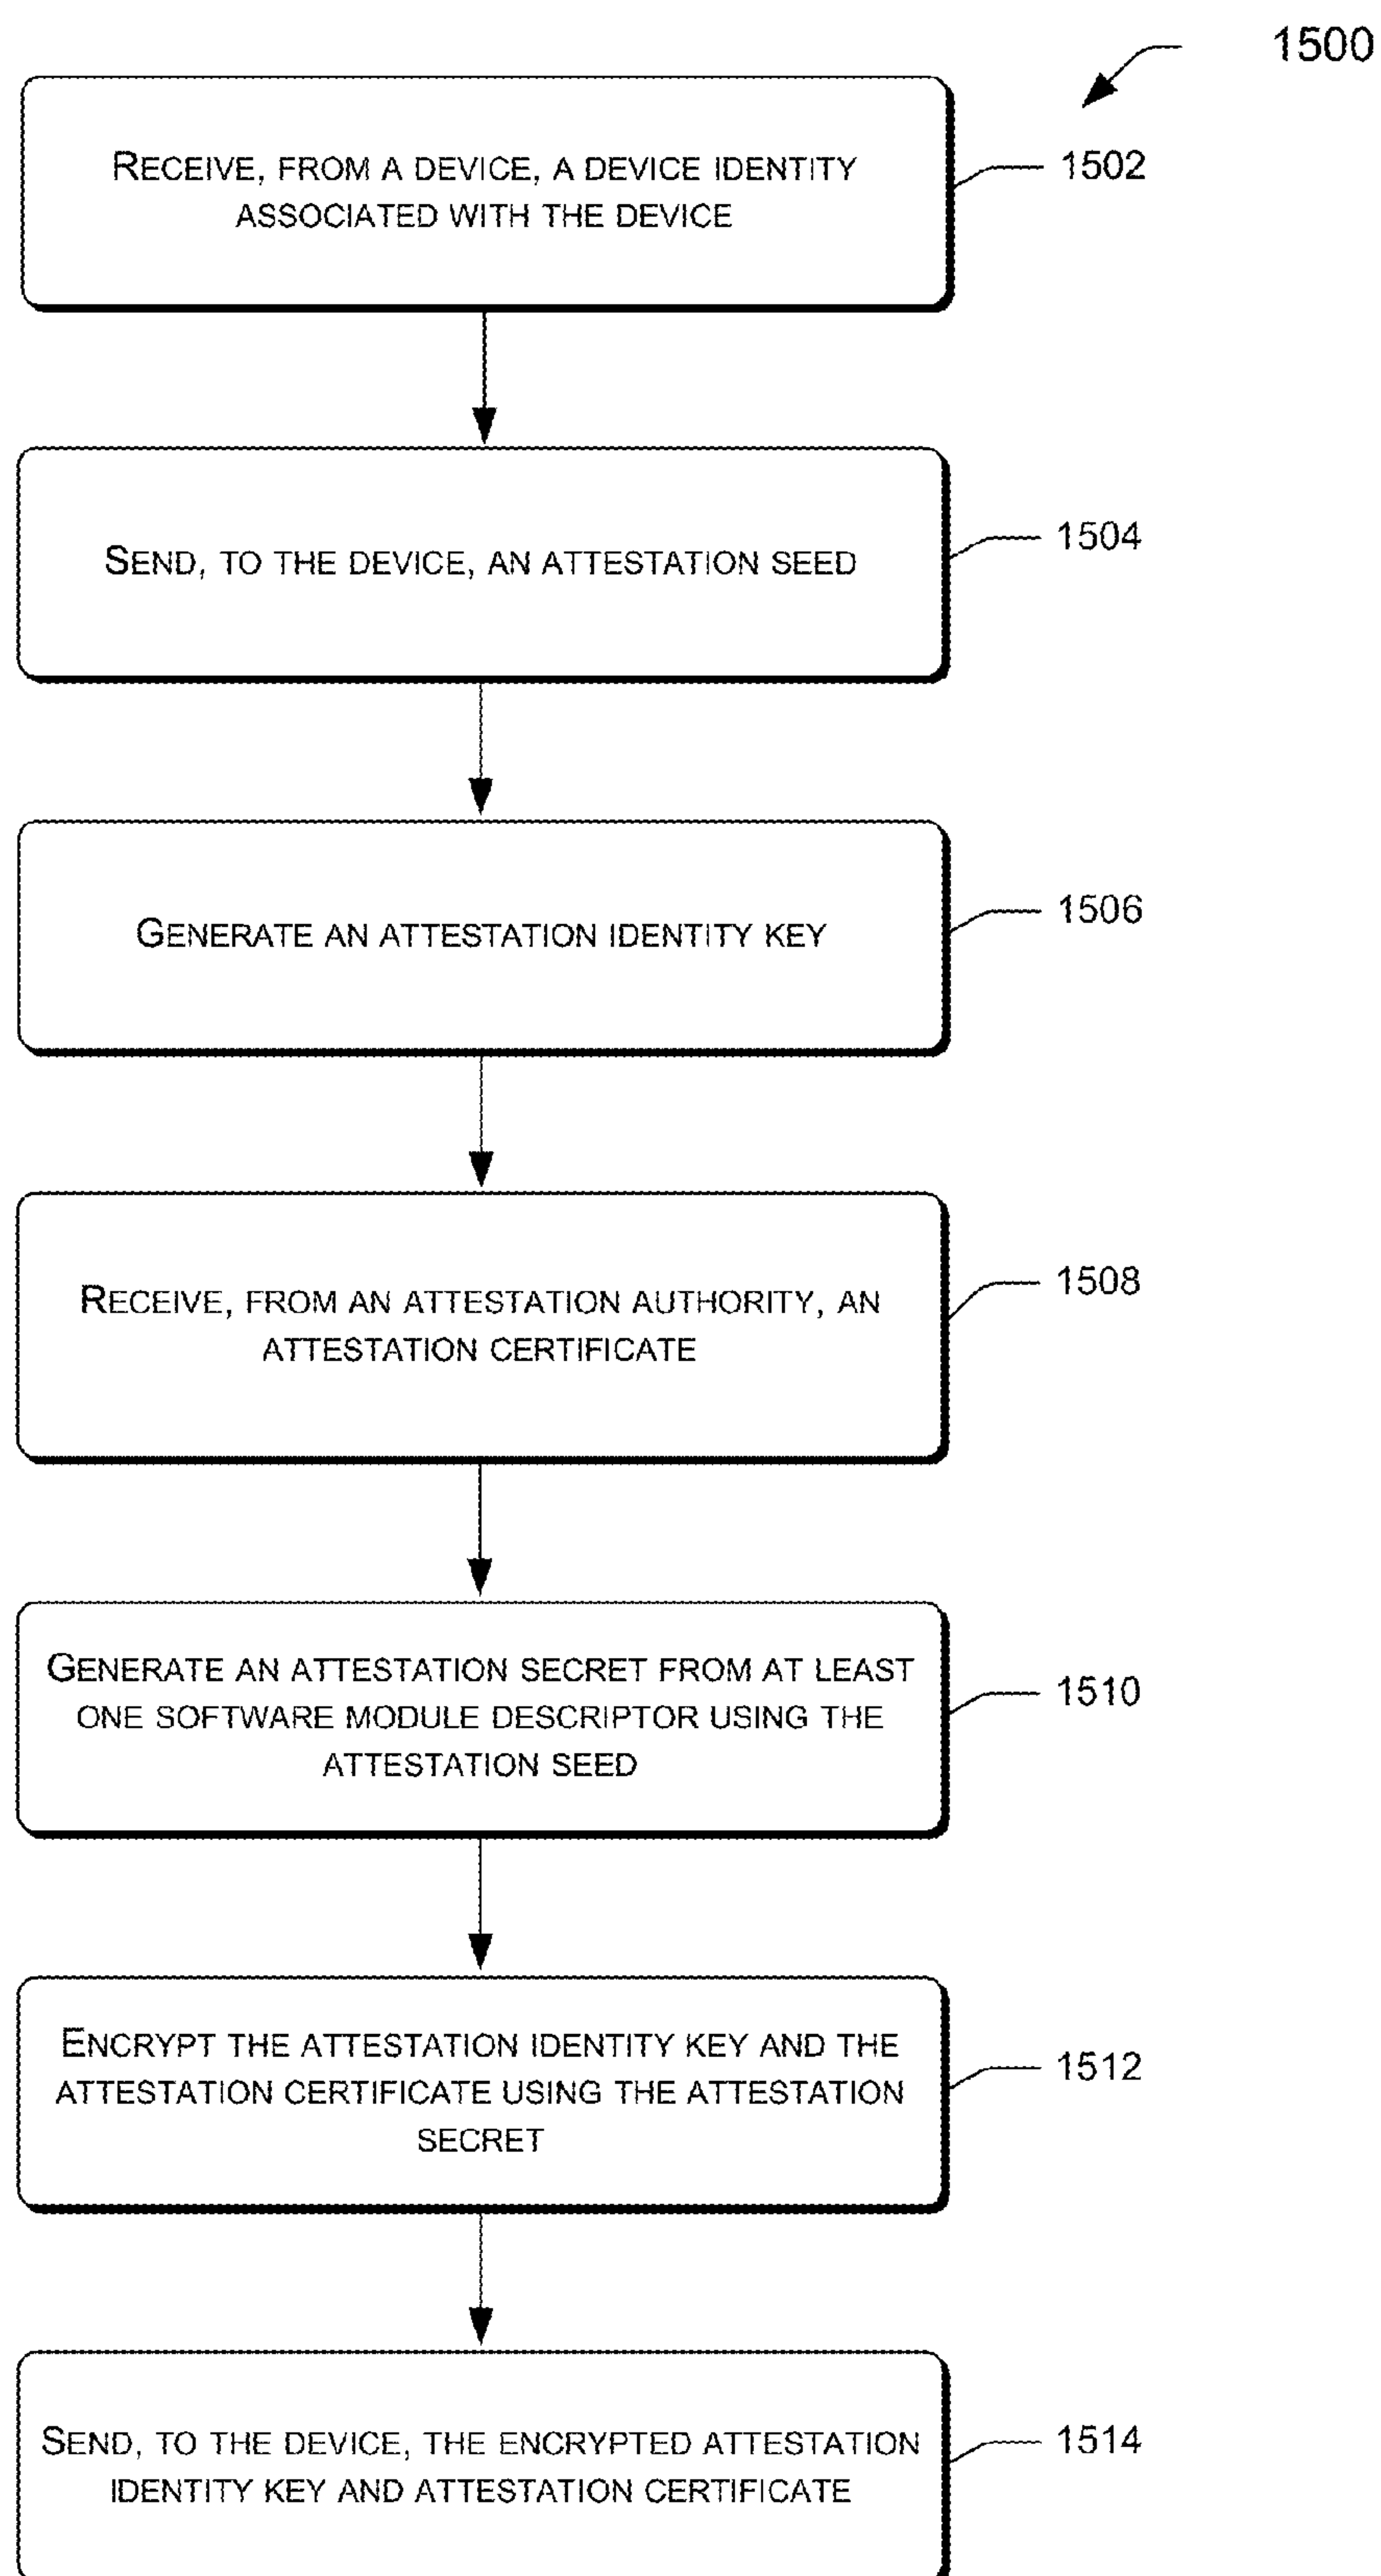 1500
RECEIVE, FROM A DEVICE, A DEVICE IDENTITY
ASSOCIATED WITH THE DEVICE
1502
SEND, TO THE DEVICE, AN ATTESTATION SEED
1504
GENERATE AN ATTESTATION IDENTITY KEY
1506
RECEIVE, FROM AN ATTESTATION AUTHORITY, AN
ATTESTATION CERTIFICATE
1508
GENERATE AN ATTESTATION SECRET FROM AT LEAST
ONE SOFTWARE MODULE DESCRIPTOR USING THE
ATTESTATION SEED
1510
ENCRYPT THE ATTESTATION IDENTITY KEY AND THE
ATTESTATION CERTIFICATE USING THE ATTESTATION
SECRET
1512
SEND, TO THE DEVICE, THE ENCRYPTED ATTESTATION
IDENTITY KEY AND ATTESTATION CERTIFICATE
1514